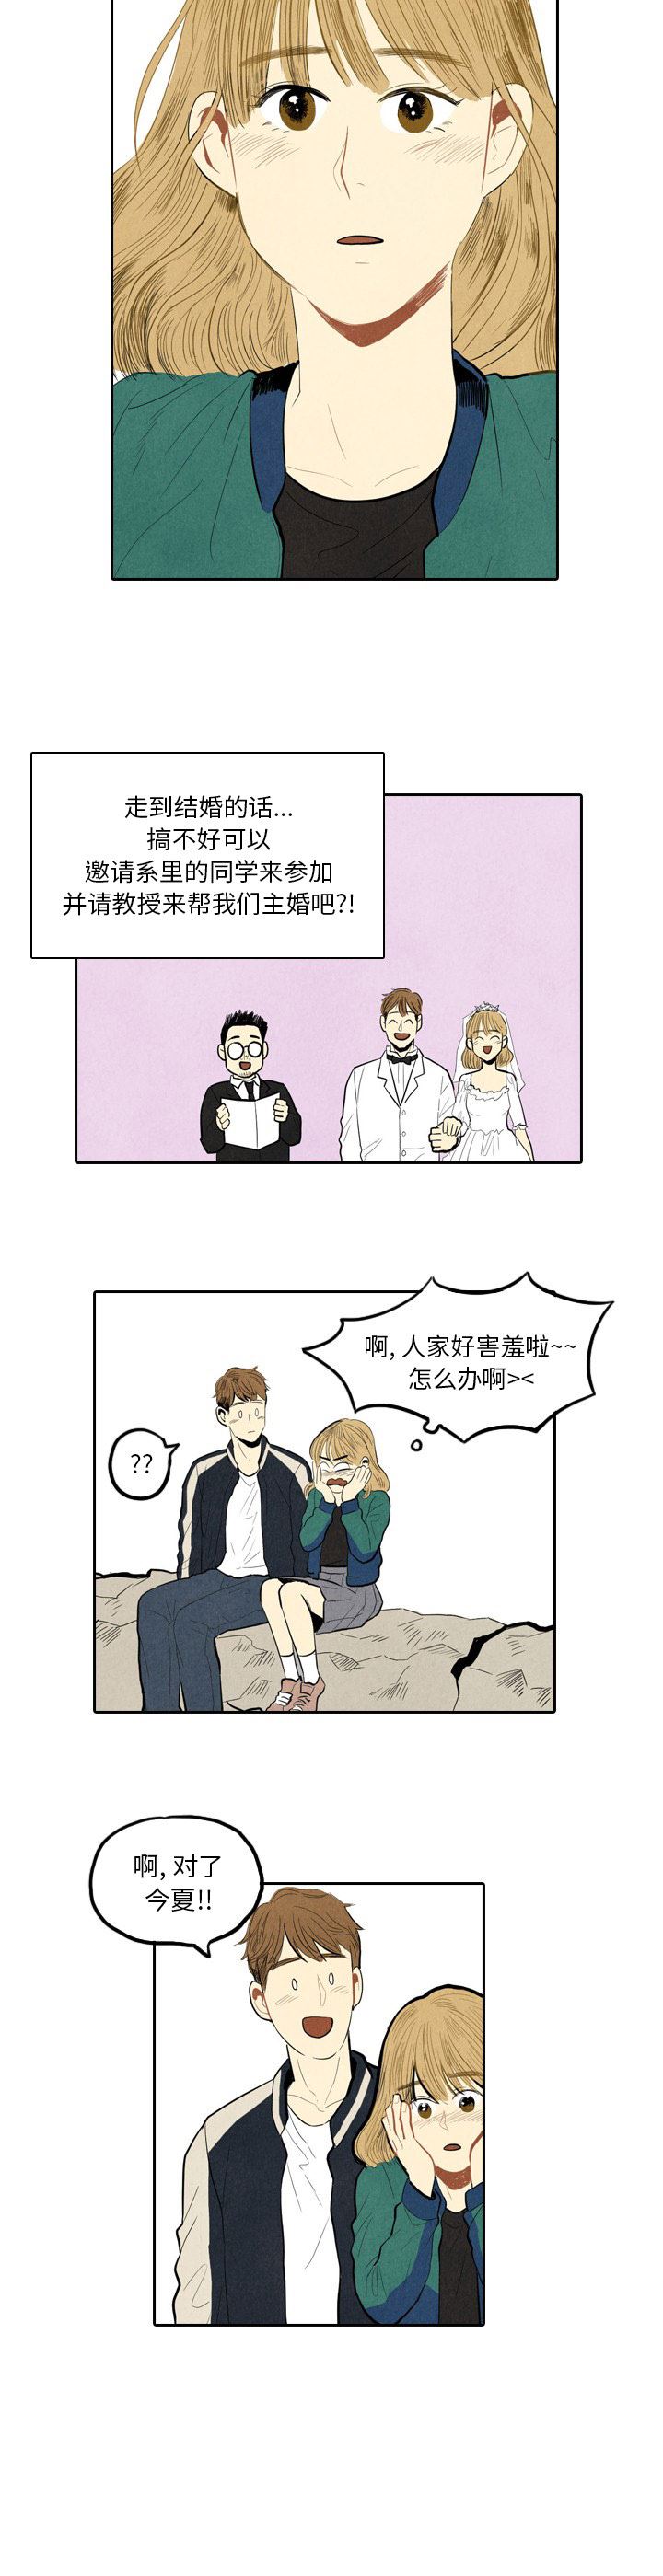 走到结婚的话...
搞不好可以
邀请系里的同学来参加
并请教授来帮我们主婚吧?!
啊, 人家好害羞啦~~
怎么办啊><
??
啊, 对了
今夏!!